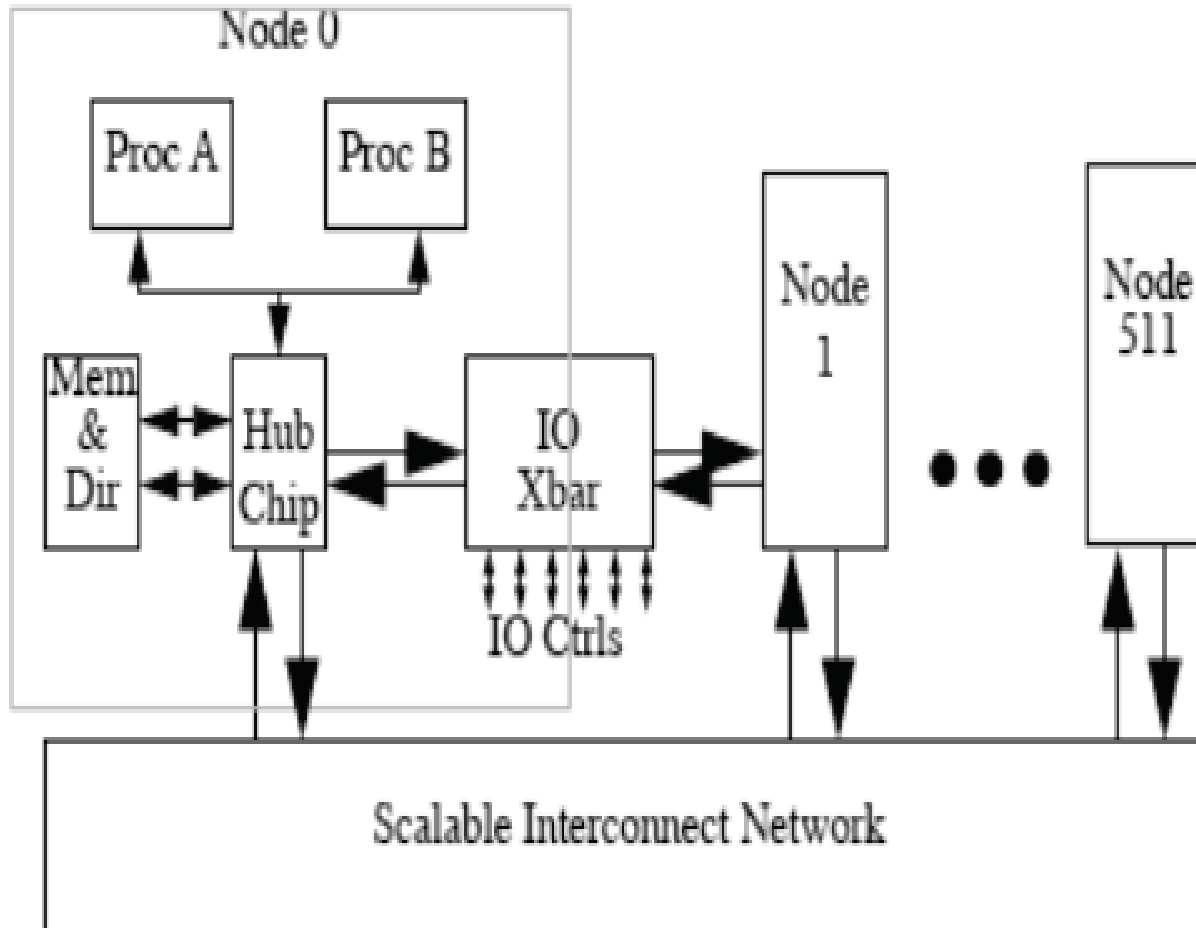 Node 0
Proc A
Proc B
Mem
&
Dir
Hub
Chip
IO
Xbar
IO Ctrls
Node
1
Node
511
Scalable Interconnect Network